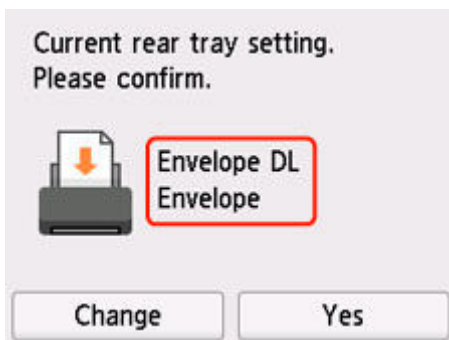 Current rear tray setting.
Please confirm.
Envelope DL
Envelope
Change
Yes